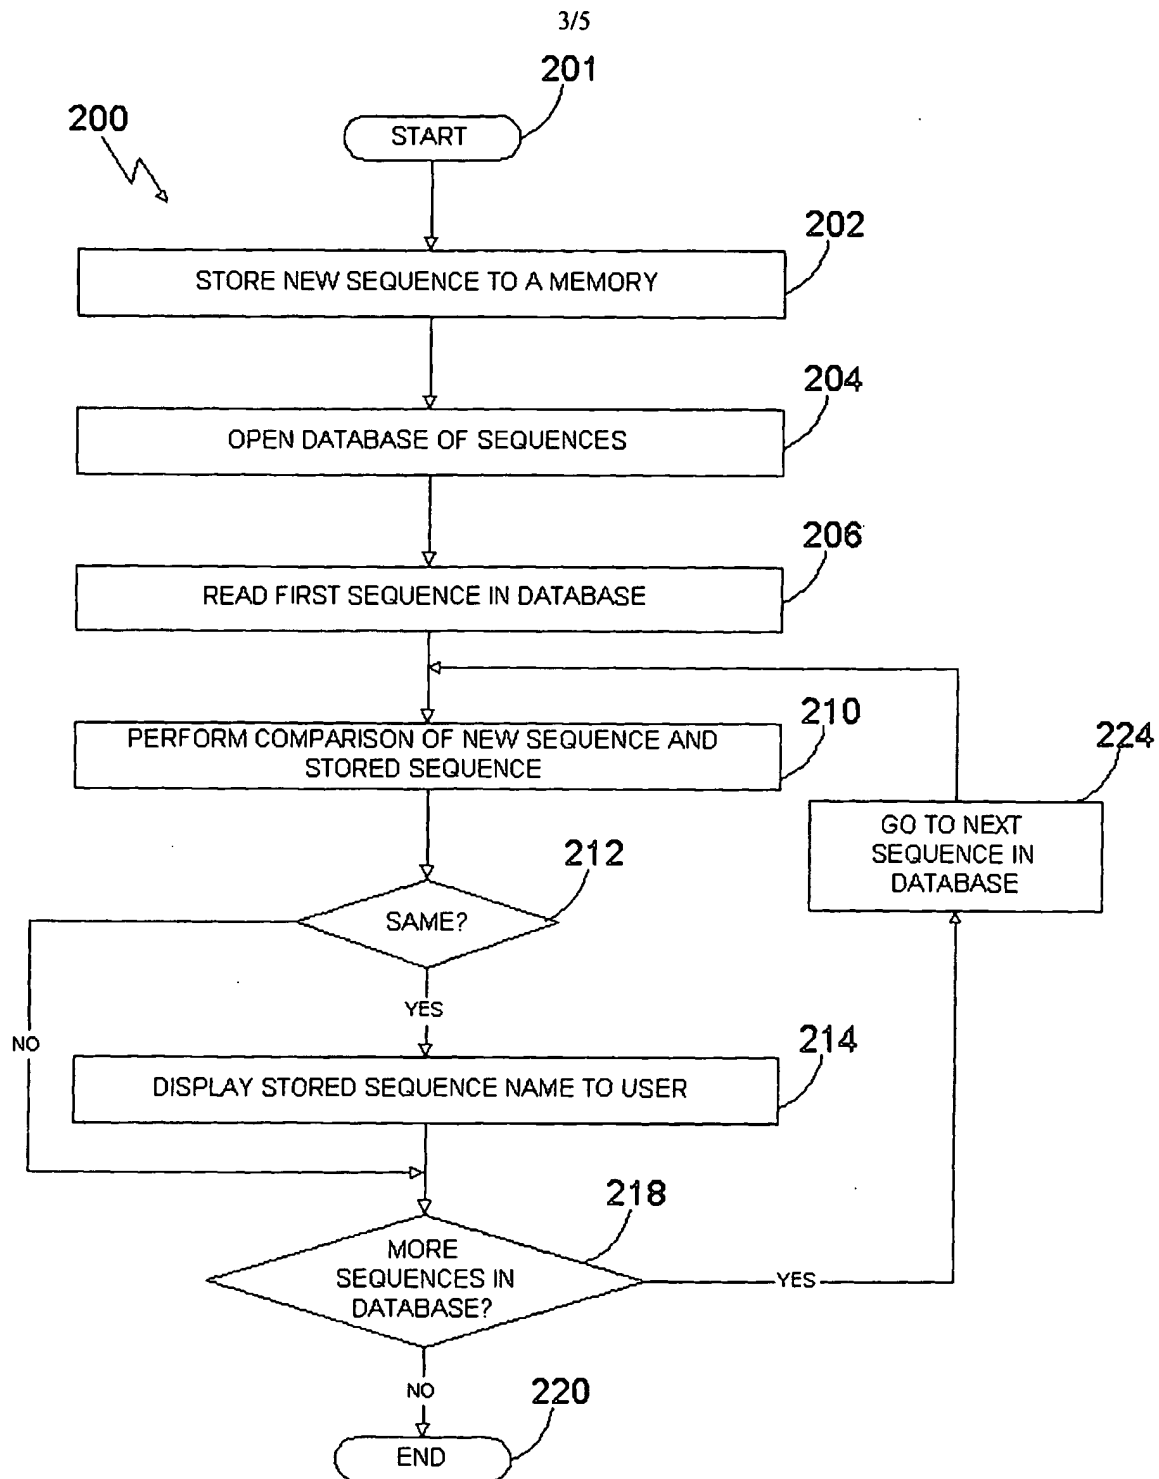 3/5
201
200
START
202
STORE NEW SEQUENCE TO A MEMORY
204
OPEN DATABASE OF SEQUENCES
206
READ FIRST SEQUENCE IN DATABASE
210
PERFORM COMPARISON OF NEW SEQUENCE AND
STORED SEQUENCE
224
GO TO NEXT
SEQUENCE IN
DATABASE
212
SAME?
YES
NO
214
DISPLAY STORED SEQUENCE NAME TO USER
218
MORE
SEQUENCES IN
DATABASE?
YES
NO
220
END